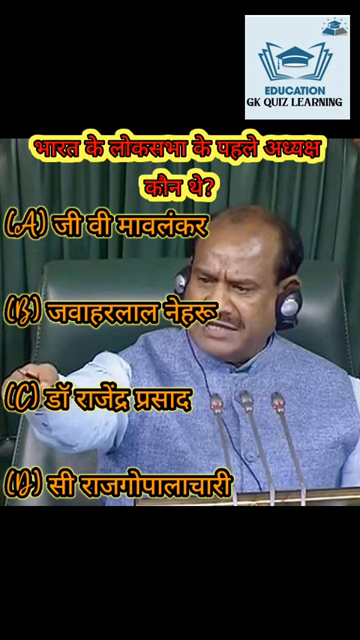 EDUCATION
GK QUIZ LEARNING
भारत के लोकसभा के पहले अध्यक्ष
कौन थे?
(A) जी वी मावलंकर
(B) जवाहरलाल नेहरू
(C) डॉ राजेंद्र प्रसाद
(D) सी राजगोपालाचारी